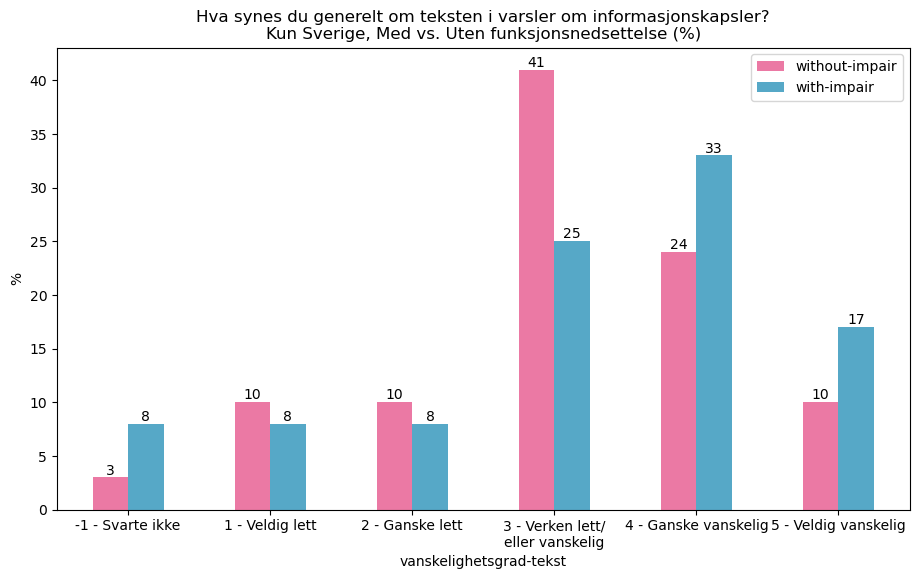 Hva synes du generelt om teksten i varsler om informasjonskapsler?
Kun Sverige, Med vs. Uten funksjonsnedsettelse (%)
without-impair
with-impair
%
40
35
30
25
20
15
10
5
0
3
8
10
8
10
8
41
25
24
33
10
17
-1 - Svarte ikke
1 - Veldig lett
2 - Ganske lett
3 - Verken lett/
eller vanskelig
4 - Ganske vanskelig
5 - Veldig vanskelig
vanskelighetsgrad-tekst